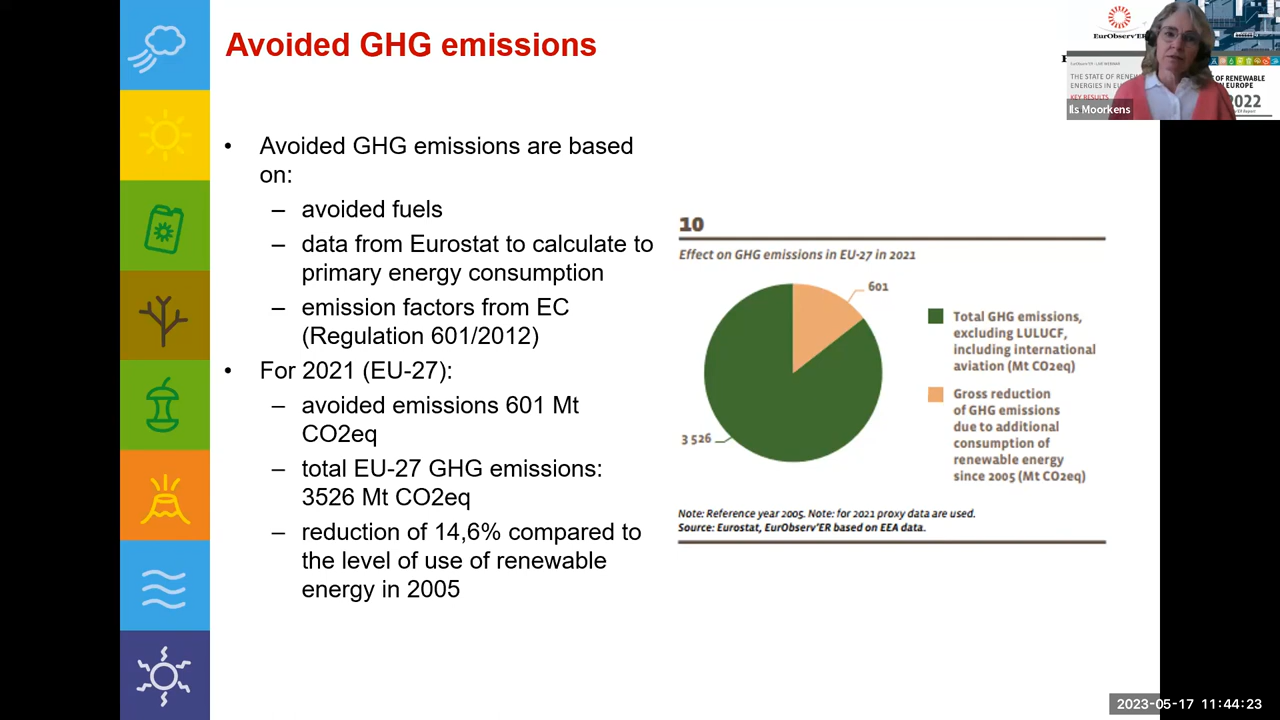 Avoided GHG emissions
• Avoided GHG emissions are based
on:
– avoided fuels
– data from Eurostat to calculate to
primary energy consumption
– emission factors from EC
(Regulation 601/2012)
• For 2021 (EU-27):
– avoided emissions 601 Mt
CO2eq
– total EU-27 GHG emissions:
3526 Mt CO2eq
– reduction of 14,6% compared to
the level of use of renewable
energy in 2005
10
Effect on GHG emissions in EU-27 in 2021
601
3 526
Total GHG emissions,
excluding LULUCF,
including international
aviation (Mt CO2eq)
Gross reduction
of GHG emissions
due to additional
consumption of
renewable energy
since 2005 (Mt CO2eq)
Note: Reference year 2005. Note: for 2021 proxy data are used.
Source: Eurostat, EurObserv'ER based on EEA data.
EurObserv'ER
THE STATE OF
ENERGIES IN
KEY RESULTS
OF RENEWABLE
IN EUROPE
2022
Ils Moorkens
2023-05-17 11:44:23